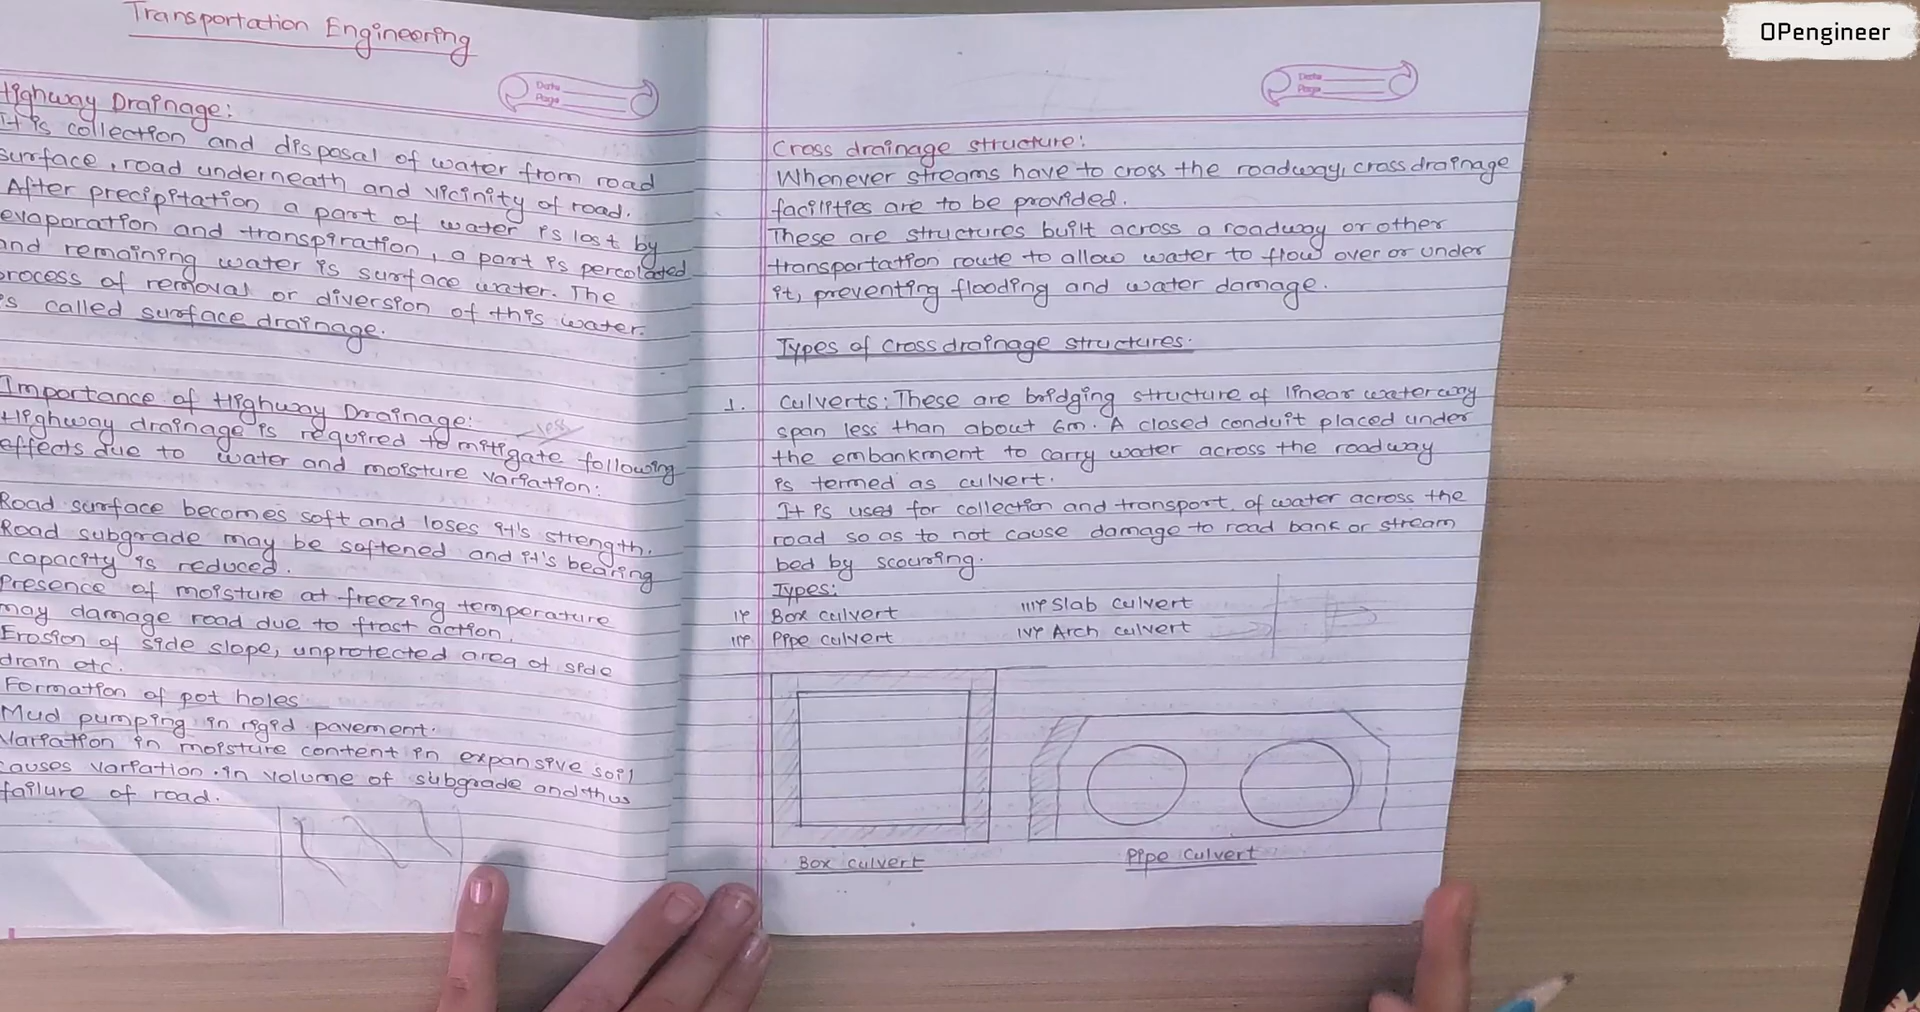 OPengineer
Transportation Engineering
Date
Page
Highway Drainage:
It is collection and disposal of water from road
surface, road underneath and vicinity of road.
After precipitation a part of water is lost by
evaporation and transpiration, a part is percolated
and remaining water is surface water. The
process of removal or diversion of this water
is called surface drainage.
Importance of Highway Drainage:
Highway drainage is required to mitigate following
effects due to water and moisture variation:
Road surface becomes soft and loses it's strength.
Road subgrade may be softened and it's bearing
capacity is reduced.
Presence of moisture at freezing temperature
may damage road due to frost action.
Erosion of side slope, unprotected area of side
drain etc.
Formation of pot holes
Mud pumping in rigid pavement.
Variation in moisture content in expansive soil
causes variation in volume of subgrade and thus
failure of road.
Date
Page
Cross drainage structure:
Whenever streams have to cross the roadway, cross drainage
facilities are to be provided.
These are structures built across a roadway or other
transportation route to allow water to flow over or under
it, preventing flooding and water damage.
Types of cross drainage structures.
1. Culverts: These are bridging structure of linear waterway
span less than about 6m. A closed conduit placed under
the embankment to carry water across the roadway
is termed as culvert.
It is used for collection and transport of water across the
road so as to not cause damage to road bank or stream
bed by scouring.
Types:
i) Box culvert iii) Slab culvert
ii) Pipe culvert iv) Arch culvert
Box culvert Pipe culvert